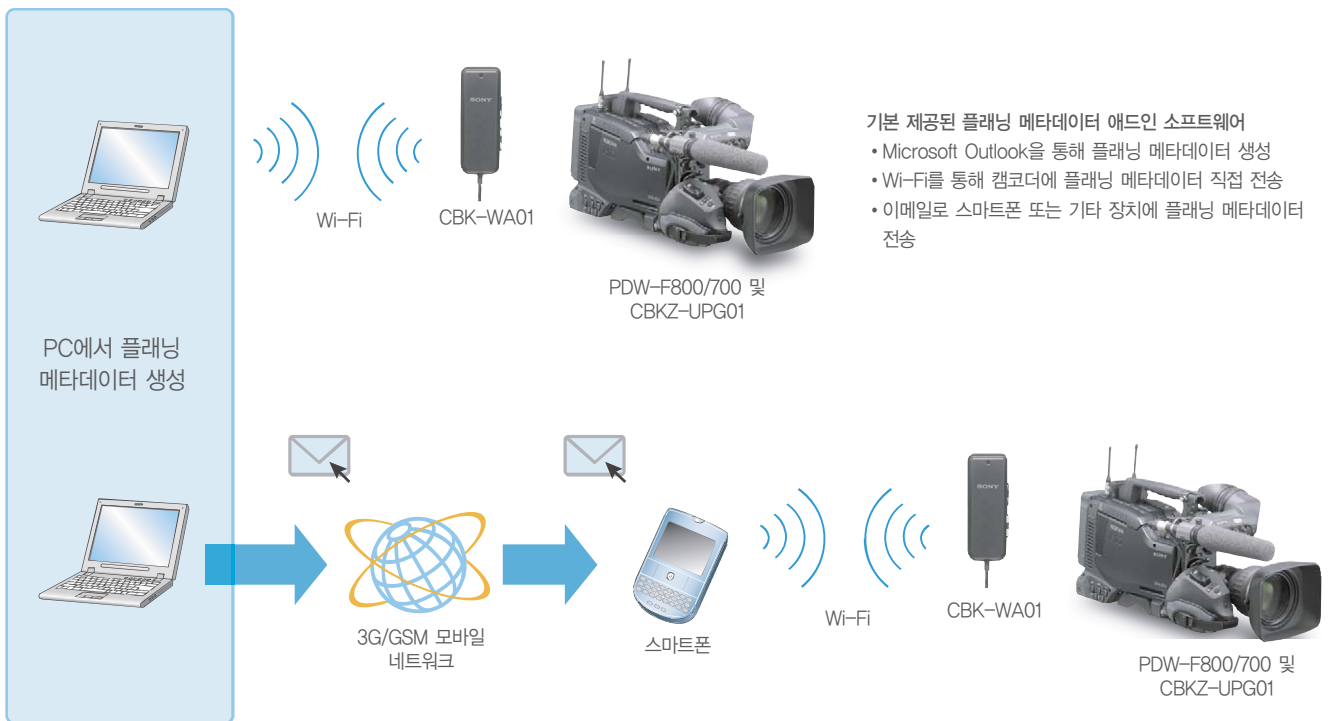 SONY
Wi-Fi
CBK-WA01
SONY
PDW-F800/700 및
CBKZ-UPG01
기본 제공된 플래닝 메타데이터 애드인 소프트웨어
• Microsoft Outlook을 통해 플래닝 메타데이터 생성
• Wi-Fi를 통해 캠코더에 플래닝 메타데이터 직접 전송
• 이메일로 스마트폰 또는 기타 장치에 플래닝 메타데이터
전송
PC에서 플래닝
메타데이터 생성
3G/GSM 모바일
네트워크
스마트폰
Wi-Fi
SONY
CBK-WA01
SONY
PDW-F800/700 및
CBKZ-UPG01